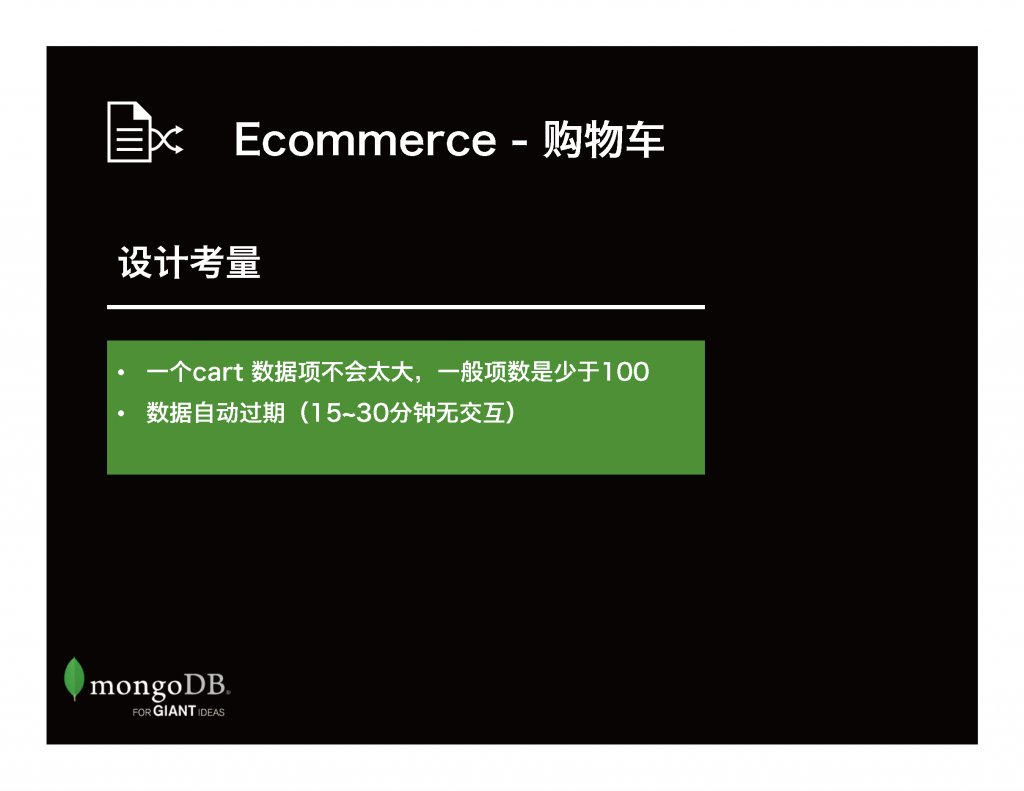 Ecommerce - 购物车
设计考量
• 一个cart 数据项不会太大，一般项数是少于100
• 数据自动过期（15~30分钟无交互）
mongoDB®
FOR GIANT IDEAS